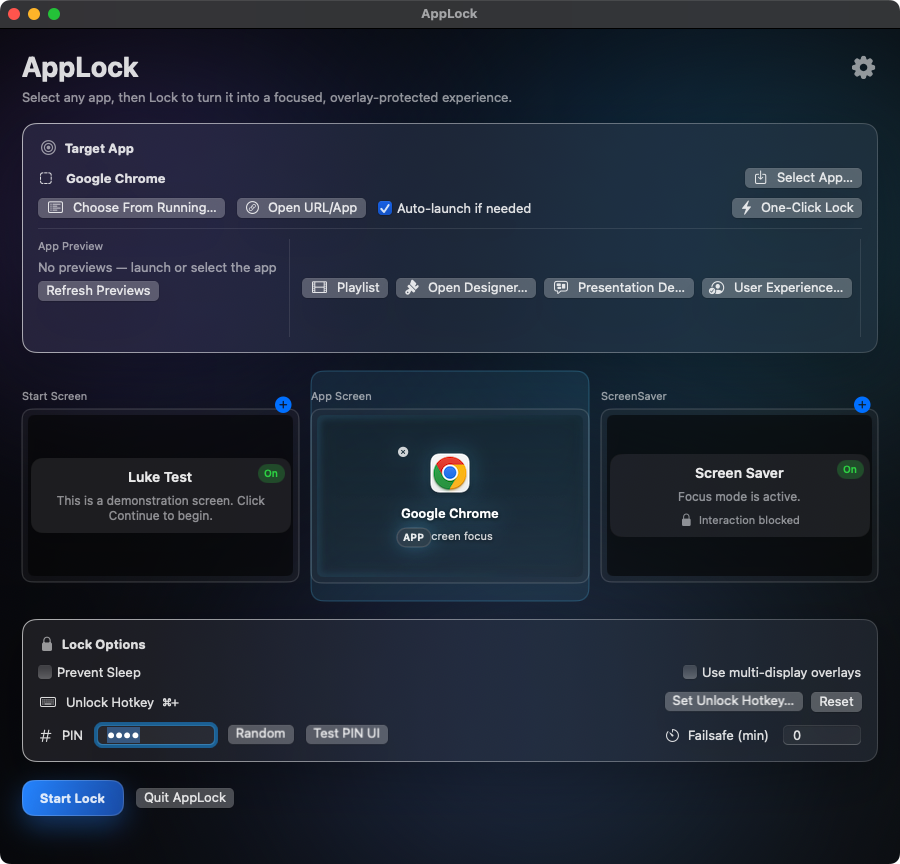 AppLock
AppLock
Select any app, then Lock to turn it into a focused, overlay-protected experience.
Target App
Google Chrome
Select App...
Choose From Running...
Open URL/App
Auto-launch if needed
One-Click Lock
App Preview
No previews — launch or select the app
Refresh Previews
Playlist
Open Designer...
Presentation De...
User Experience...
Start Screen
App Screen
ScreenSaver
Luke Test
On
This is a demonstration screen. Click
Continue to begin.
Google Chrome
APP
creen focus
Screen Saver
On
Focus mode is active.
Interaction blocked
Lock Options
Prevent Sleep
Use multi-display overlays
Unlock Hotkey ⌘+
Set Unlock Hotkey...
Reset
# PIN ••••
Random
Test PIN UI
Failsafe (min)
0
Start Lock
Quit AppLock